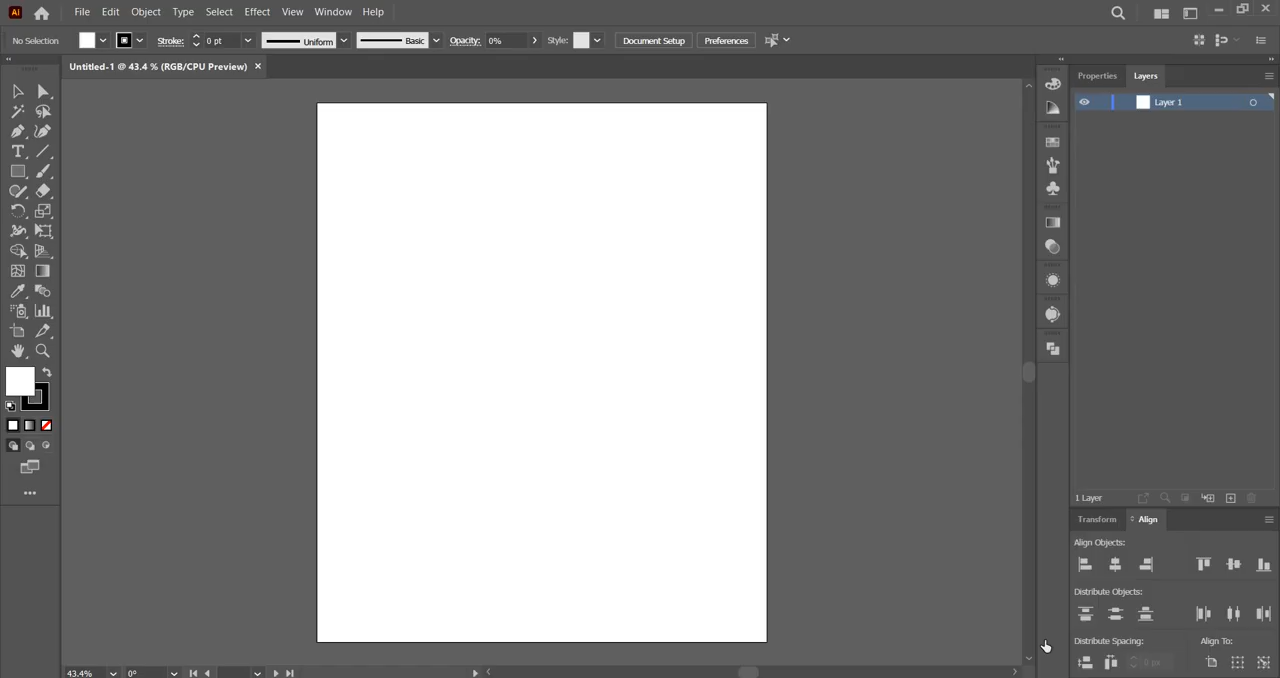 Ai File Edit Object Type Select Effect View Window Help
No Selection Stroke: 0 pt Uniform Basic Opacity: 0% Style: Document Setup Preferences
Untitled-1 @ 43.4 % (RGB/CPU Preview)
Properties Layers
Layer 1
1 Layer
Transform Align
Align Objects:
Distribute Objects:
Distribute Spacing: Align To:
0 px
43.4% 0°